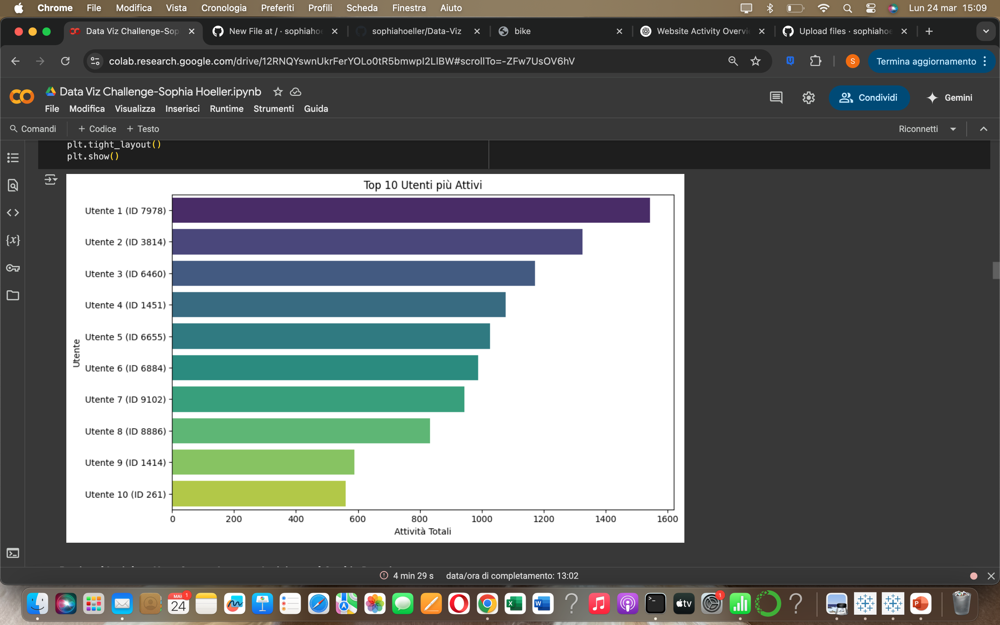 Chrome File Modifica Vista Cronologia Preferiti Profili Scheda Finestra Aiuto Lun 24 mar 15:09
Data Viz Challenge-Sop New File at / · sophiahoe sophiahoeller/Data-Viz bike Website Activity Overvi Upload files · sophiahoe
colab.research.google.com/drive/12RNQYswnUkrFerYOLo0tR5bmwpI2LlBW#scrollTo=-ZFw7UsOV6hV S Termina aggiornamento
Data Viz Challenge-Sophia Hoeller.ipynb
Condividi Gemini
File Modifica Visualizza Inserisci Runtime Strumenti Guida
Comandi + Codice + Testo Riconnetti
plt.tight_layout()
plt.show()
Top 10 Utenti più Attivi
Utente 1 (ID 7978)
Utente 2 (ID 3814)
Utente 3 (ID 6460)
Utente 4 (ID 1451)
Utente 5 (ID 6655)
Utente
Utente 6 (ID 6884)
Utente 7 (ID 9102)
Utente 8 (ID 8886)
Utente 9 (ID 1414)
Utente 10 (ID 261)
0 200 400 600 800 1000 1200 1400 1600
Attività Totali
4 min 29 s data/ora di completamento: 13:02
MAR 24 1 tv 1